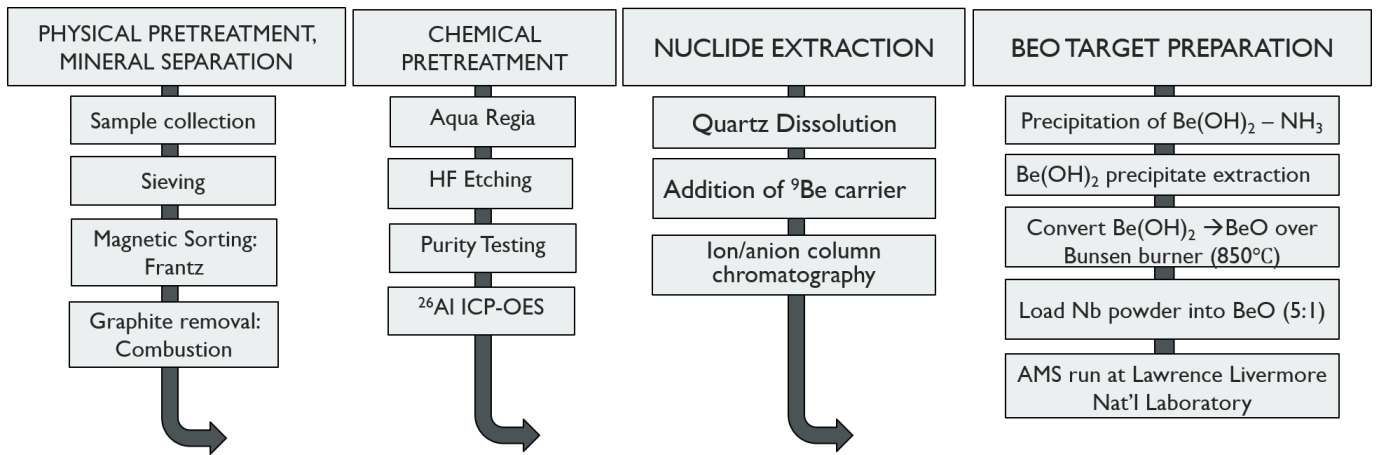 PHYSICAL PRETREATMENT,
MINERAL SEPARATION
Sample collection
Sieving
Magnetic Sorting:
Frantz
Graphite removal:
Combustion
CHEMICAL
PRETREATMENT
Aqua Regia
HF Etching
Purity Testing
²⁶Al ICP-OES
NUCLIDE EXTRACTION
Quartz Dissolution
Addition of ⁹Be carrier
Ion/anion column
chromatography
BEO TARGET PREPARATION
Precipitation of Be(OH)₂ – NH₃
Be(OH)₂ precipitate extraction
Convert Be(OH)₂ →BeO over
Bunsen burner (850℃)
Load Nb powder into BeO (5:1)
AMS run at Lawrence Livermore
Nat'l Laboratory